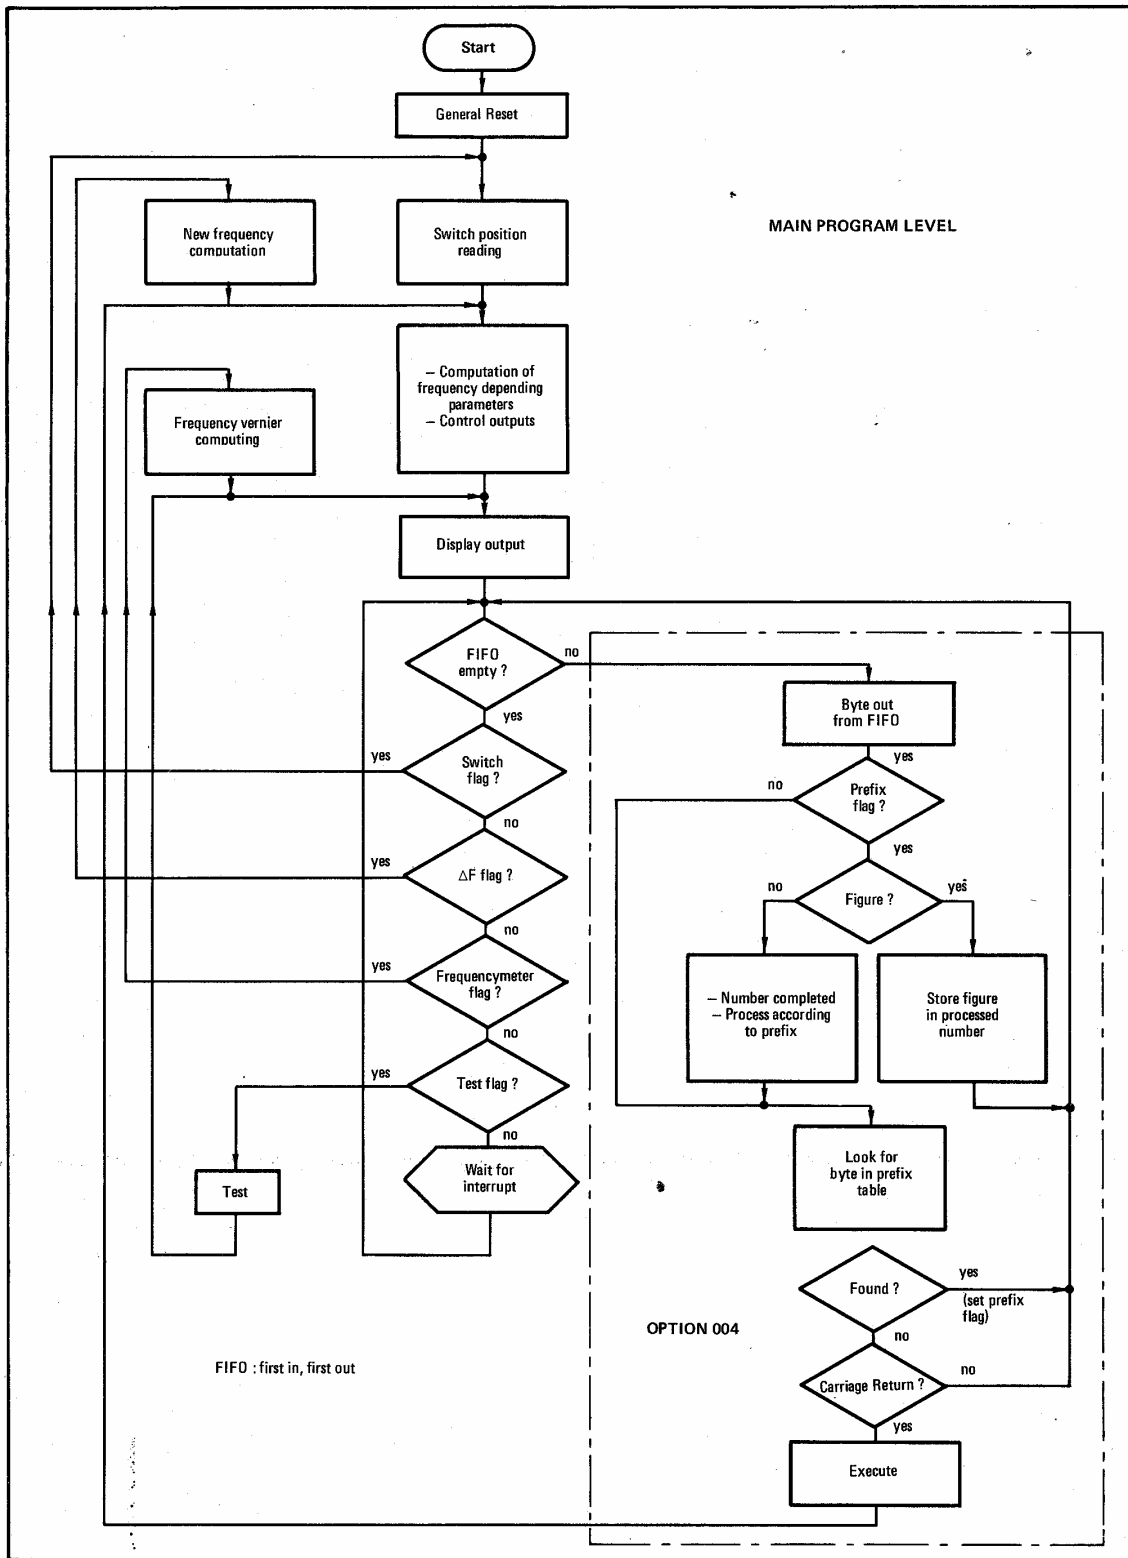 Start
General Reset
New frequency
computation
Switch position
reading
MAIN PROGRAM LEVEL
– Computation of
frequency depending
parameters
– Control outputs
Frequency vernier
computing
Display output
FIFO
empty ?
no
yes
Byte out
from FIFO
yes
Switch
flag ?
yes
no
Prefix
flag ?
no
yes
ΔF flag ?
yes
no
Figure ?
no
yes
Frequencymeter
flag ?
yes
no
– Number completed
– Process according
to prefix
Store figure
in processed
number
Test flag ?
yes
no
Wait for
interrupt
Test
Look for
byte in prefix
table
Found ?
yes
(set prefix
flag)
no
OPTION 004
FIFO : first in, first out
Carriage Return ?
no
yes
Execute